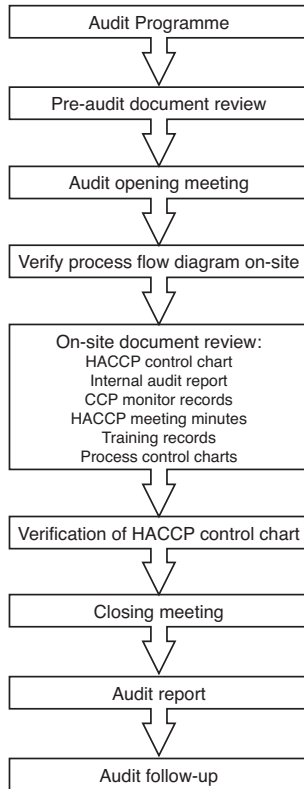 Audit Programme
Pre-audit document review
Audit opening meeting
Verify process flow diagram on-site
On-site document review:
HACCP control chart
Internal audit report
CCP monitor records
HACCP meeting minutes
Training records
Process control charts
Verification of HACCP control chart
Closing meeting
Audit report
Audit follow-up